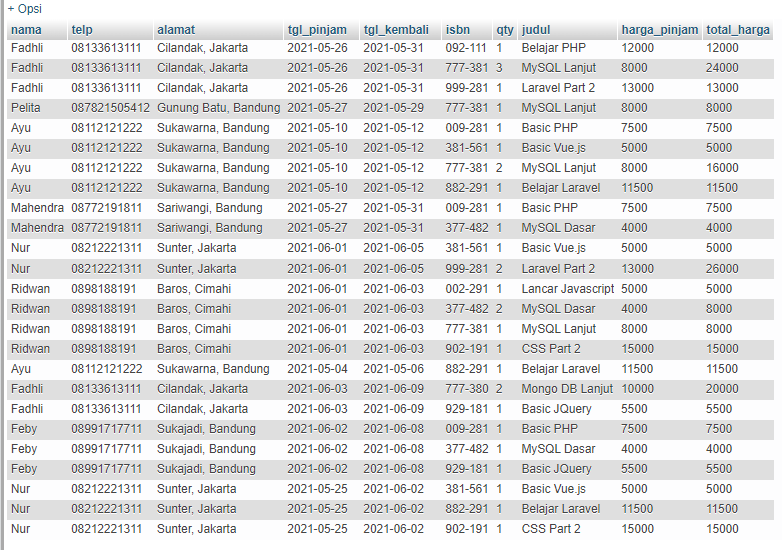 + Opsi
nama telp alamat tgl_pinjam tgl_kembali isbn qty judul harga_pinjam total_harga
Fadhli 08133613111 Cilandak, Jakarta 2021-05-26 2021-05-31 092-111 1 Belajar PHP 12000 12000
Fadhli 08133613111 Cilandak, Jakarta 2021-05-26 2021-05-31 777-381 3 MySQL Lanjut 8000 24000
Fadhli 08133613111 Cilandak, Jakarta 2021-05-26 2021-05-31 999-281 1 Laravel Part 2 13000 13000
Pelita 087821505412 Gunung Batu, Bandung 2021-05-27 2021-05-29 777-381 1 MySQL Lanjut 8000 8000
Ayu 08112121222 Sukawarna, Bandung 2021-05-10 2021-05-12 009-281 1 Basic PHP 7500 7500
Ayu 08112121222 Sukawarna, Bandung 2021-05-10 2021-05-12 381-561 1 Basic Vue.js 5000 5000
Ayu 08112121222 Sukawarna, Bandung 2021-05-10 2021-05-12 777-381 2 MySQL Lanjut 8000 16000
Ayu 08112121222 Sukawarna, Bandung 2021-05-10 2021-05-12 882-291 1 Belajar Laravel 11500 11500
Mahendra 08772191811 Sariwangi, Bandung 2021-05-27 2021-05-31 009-281 1 Basic PHP 7500 7500
Mahendra 08772191811 Sariwangi, Bandung 2021-05-27 2021-05-31 377-482 1 MySQL Dasar 4000 4000
Nur 08212221311 Sunter, Jakarta 2021-06-01 2021-06-05 381-561 1 Basic Vue.js 5000 5000
Nur 08212221311 Sunter, Jakarta 2021-06-01 2021-06-05 999-281 2 Laravel Part 2 13000 26000
Ridwan 0898188191 Baros, Cimahi 2021-06-03 2021-06-04 002-291 1 Lancar Javascript 5000 5000
Ridwan 0898188191 Baros, Cimahi 2021-06-03 2021-06-04 377-482 2 MySQL Dasar 4000 8000
Ridwan 0898188191 Baros, Cimahi 2021-06-03 2021-06-04 777-381 1 MySQL Lanjut 8000 8000
Ridwan 0898188191 Baros, Cimahi 2021-06-03 2021-06-04 902-191 1 CSS Part 2 15000 15000
Ayu 08112121222 Sukawarna, Bandung 2021-05-04 2021-05-06 882-291 1 Belajar Laravel 11500 11500
Fadhli 08133613111 Cilandak, Jakarta 2021-06-03 2021-06-09 777-380 2 Mongo DB Lanjut 10000 20000
Fadhli 08133613111 Cilandak, Jakarta 2021-06-03 2021-06-09 929-181 1 Basic JQuery 5500 5500
Feby 08991717711 Sukajadi, Bandung 2021-06-02 2021-06-08 009-281 1 Basic PHP 7500 7500
Feby 08991717711 Sukajadi, Bandung 2021-06-02 2021-06-08 377-482 1 MySQL Dasar 4000 4000
Feby 08991717711 Sukajadi, Bandung 2021-06-02 2021-06-08 929-181 1 Basic JQuery 5500 5500
Nur 08212221311 Sunter, Jakarta 2021-05-25 2021-06-02 381-561 1 Basic Vue.js 5000 5000
Nur 08212221311 Sunter, Jakarta 2021-05-25 2021-06-02 882-291 1 Belajar Laravel 11500 11500
Nur 08212221311 Sunter, Jakarta 2021-05-25 2021-06-02 902-191 1 CSS Part 2 15000 15000